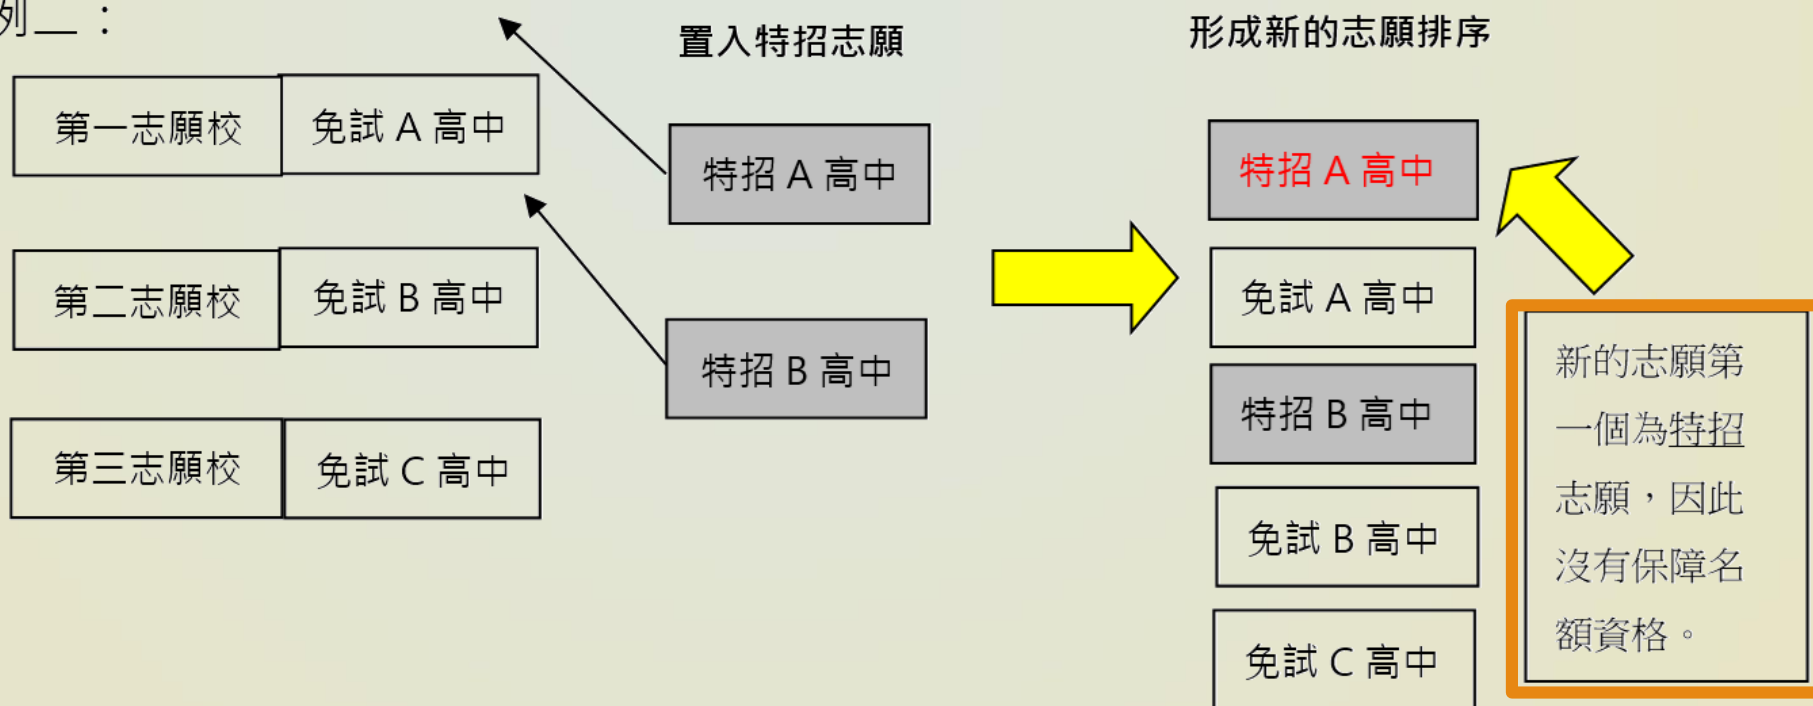 例二：
置入特招志願
形成新的志願排序
第一志願校 免試 A 高中
第二志願校 免試 B 高中
第三志願校 免試 C 高中
特招 A 高中
特招 B 高中
特招 A 高中
免試 A 高中
特招 B 高中
免試 B 高中
免試 C 高中
新的志願第
一個為特招
志願，因此
沒有保障名
額資格。